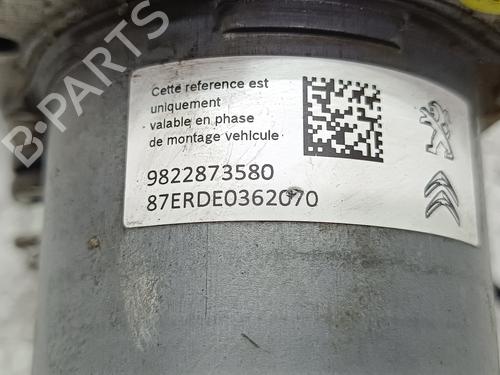 Cette reference est
uniquement
valable en phase
de montage vehicule
9822873580
87ERDE0362070
B-PARTS